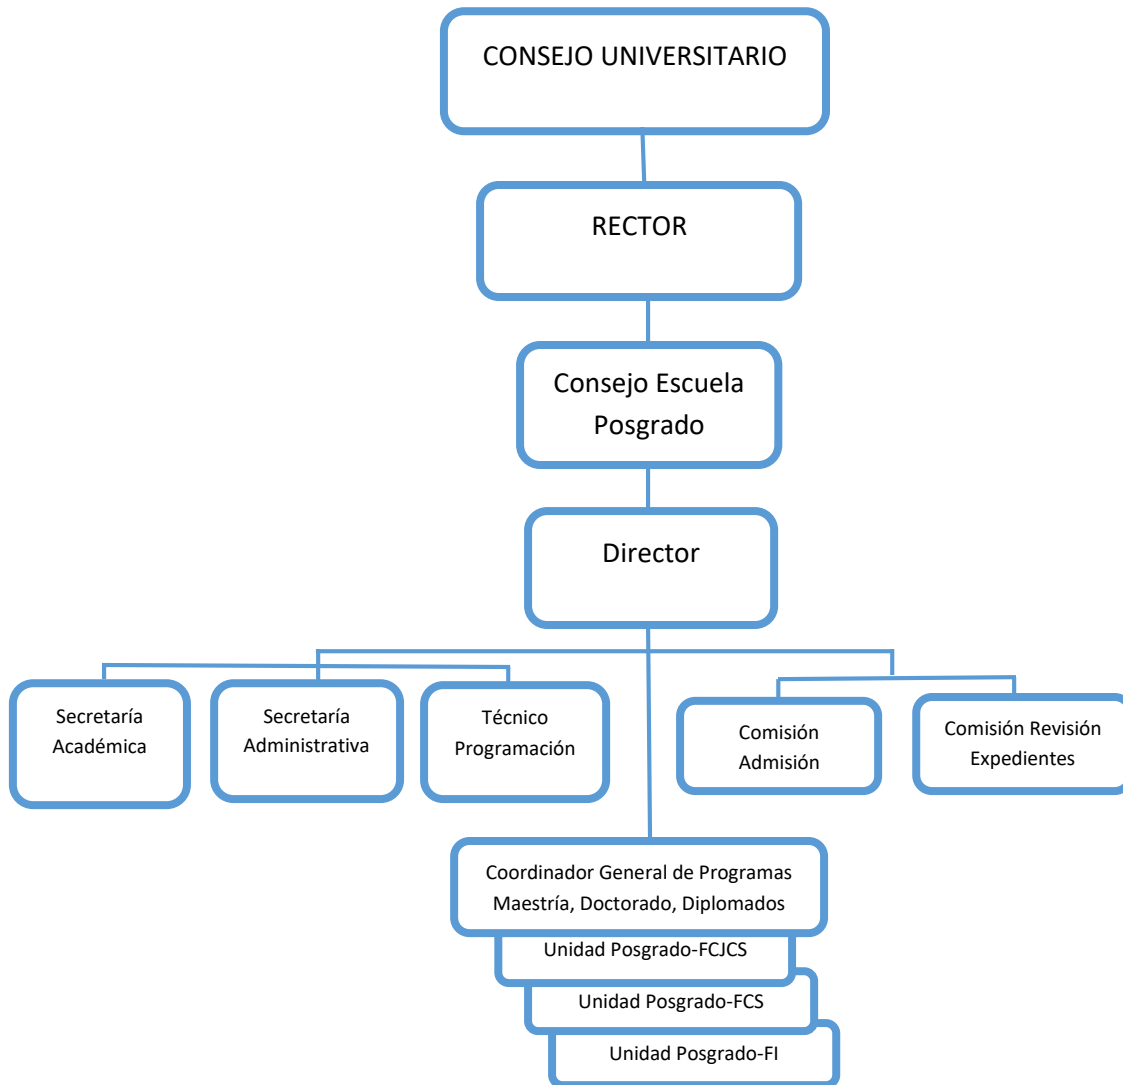 CONSEJO UNIVERSITARIO
RECTOR
Consejo Escuela
Posgrado
Director
Secretaría
Académica
Secretaría
Administrativa
Técnico
Programación
Comisión
Admisión
Comisión Revisión
Expedientes
Coordinador General de Programas
Maestría, Doctorado, Diplomados
Unidad Posgrado-FCJCS
Unidad Posgrado-FCS
Unidad Posgrado-FI